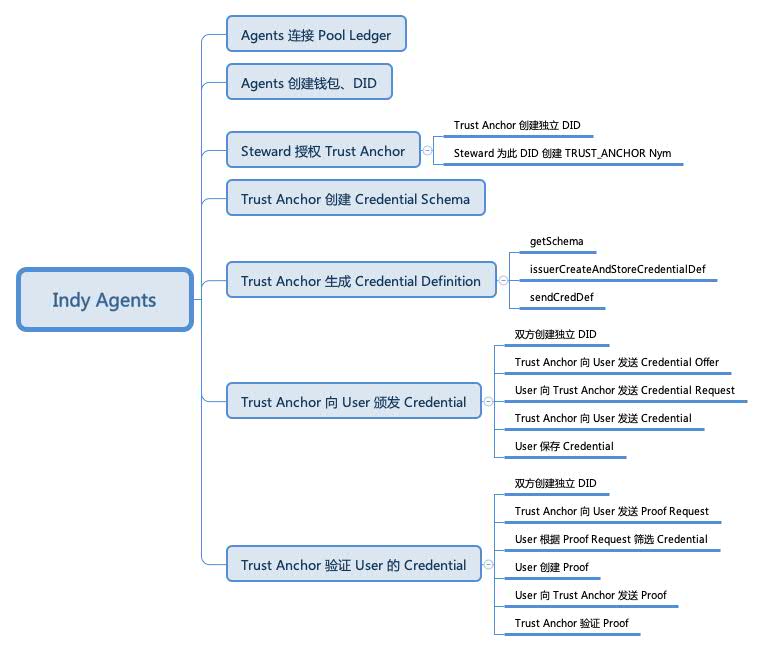 Indy Agents
Agents 连接 Pool Ledger
Agents 创建钱包、DID
Steward 授权 Trust Anchor
Trust Anchor 创建独立 DID
Steward 为此 DID 创建 TRUST_ANCHOR Nym
Trust Anchor 创建 Credential Schema
Trust Anchor 生成 Credential Definition
getSchema
issuerCreateAndStoreCredentialDef
sendCredDef
Trust Anchor 向 User 颁发 Credential
双方创建独立 DID
Trust Anchor 向 User 发送 Credential Offer
User 向 Trust Anchor 发送 Credential Request
Trust Anchor 向 User 发送 Credential
User 保存 Credential
Trust Anchor 验证 User 的 Credential
双方创建独立 DID
Trust Anchor 向 User 发送 Proof Request
User 根据 Proof Request 筛选 Credential
User 创建 Proof
User 向 Trust Anchor 发送 Proof
Trust Anchor 验证 Proof